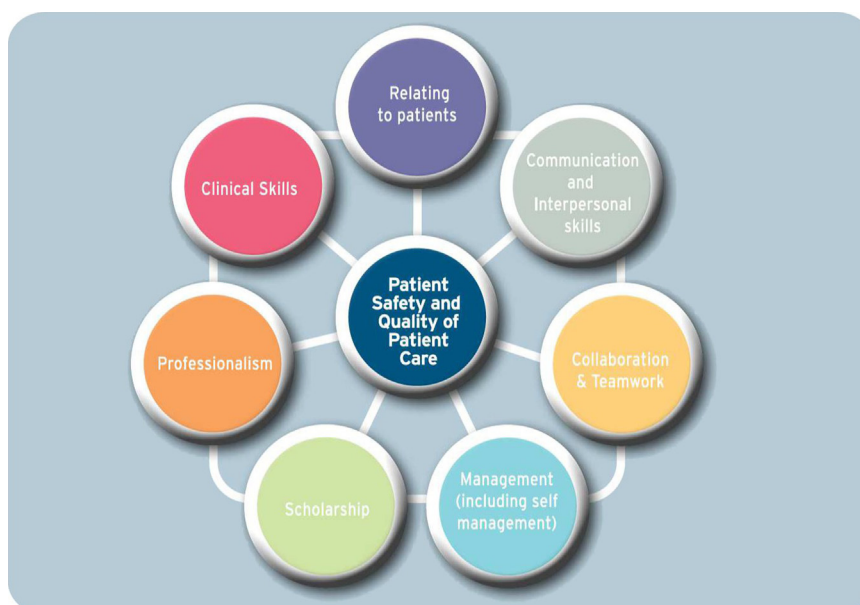 Relating
to patients
Communication
and
Interpersonal
skills
Clinical Skills
Patient
Safety and
Quality of
Patient
Care
Professionalism
Collaboration
& Teamwork
Scholarship
Management
(including self
management)